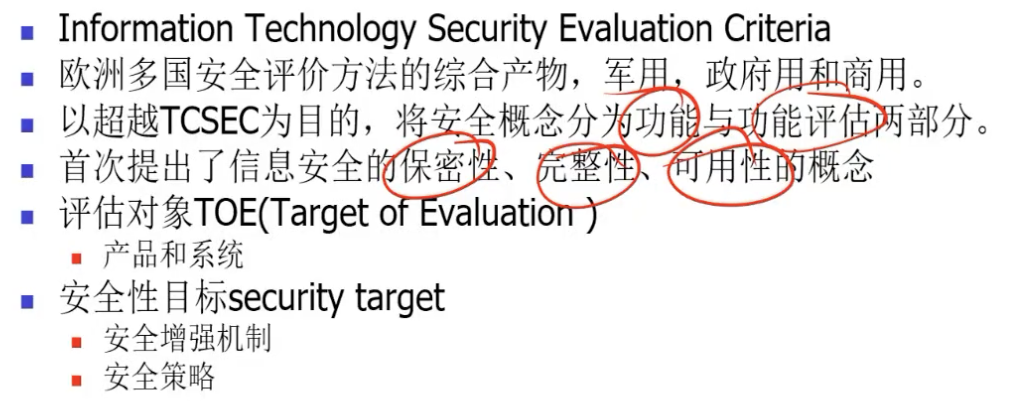 Information Technology Security Evaluation Criteria
欧洲多国安全评价方法的综合产物，军用，政府用和商用。
以超越TCSEC为目的，将安全概念分为功能与功能评估两部分。
首次提出了信息安全的保密性、完整性、可用性的概念
评估对象TOE(Target of Evaluation )
产品和系统
安全性目标security target
安全增强机制
安全策略